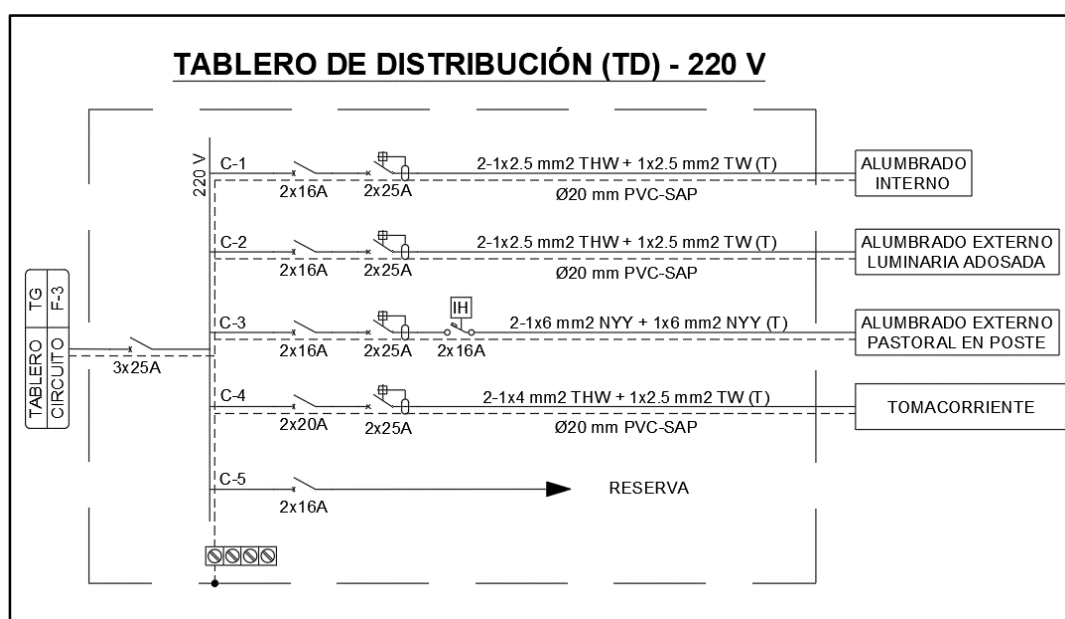 TABLERO DE DISTRIBUCIÓN (TD) - 220 V
220 V
C-1
2x16A
2x25A
2-1x2.5 mm2 THW + 1x2.5 mm2 TW (T)
Ø20 mm PVC-SAP
ALUMBRADO
INTERNO
C-2
2x16A
2x25A
2-1x2.5 mm2 THW + 1x2.5 mm2 TW (T)
Ø20 mm PVC-SAP
ALUMBRADO EXTERNO
LUMINARIA ADOSADA
TABLERO TG
CIRCUITO F-3
3x25A
C-3
2x16A
2x25A
IH
2x16A
2-1x6 mm2 NYY + 1x6 mm2 NYY (T)
ALUMBRADO EXTERNO
PASTORAL EN POSTE
C-4
2x20A
2x25A
2-1x4 mm2 THW + 1x2.5 mm2 TW (T)
Ø20 mm PVC-SAP
TOMACORRIENTE
C-5
2x16A
RESERVA